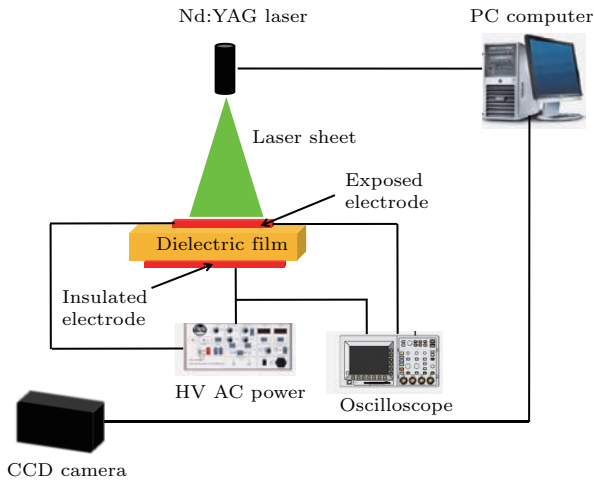 Nd:YAG laser
PC computer
Laser sheet
Exposed
electrode
Dielectric film
Insulated
electrode
HV AC power
Oscilloscope
CCD camera